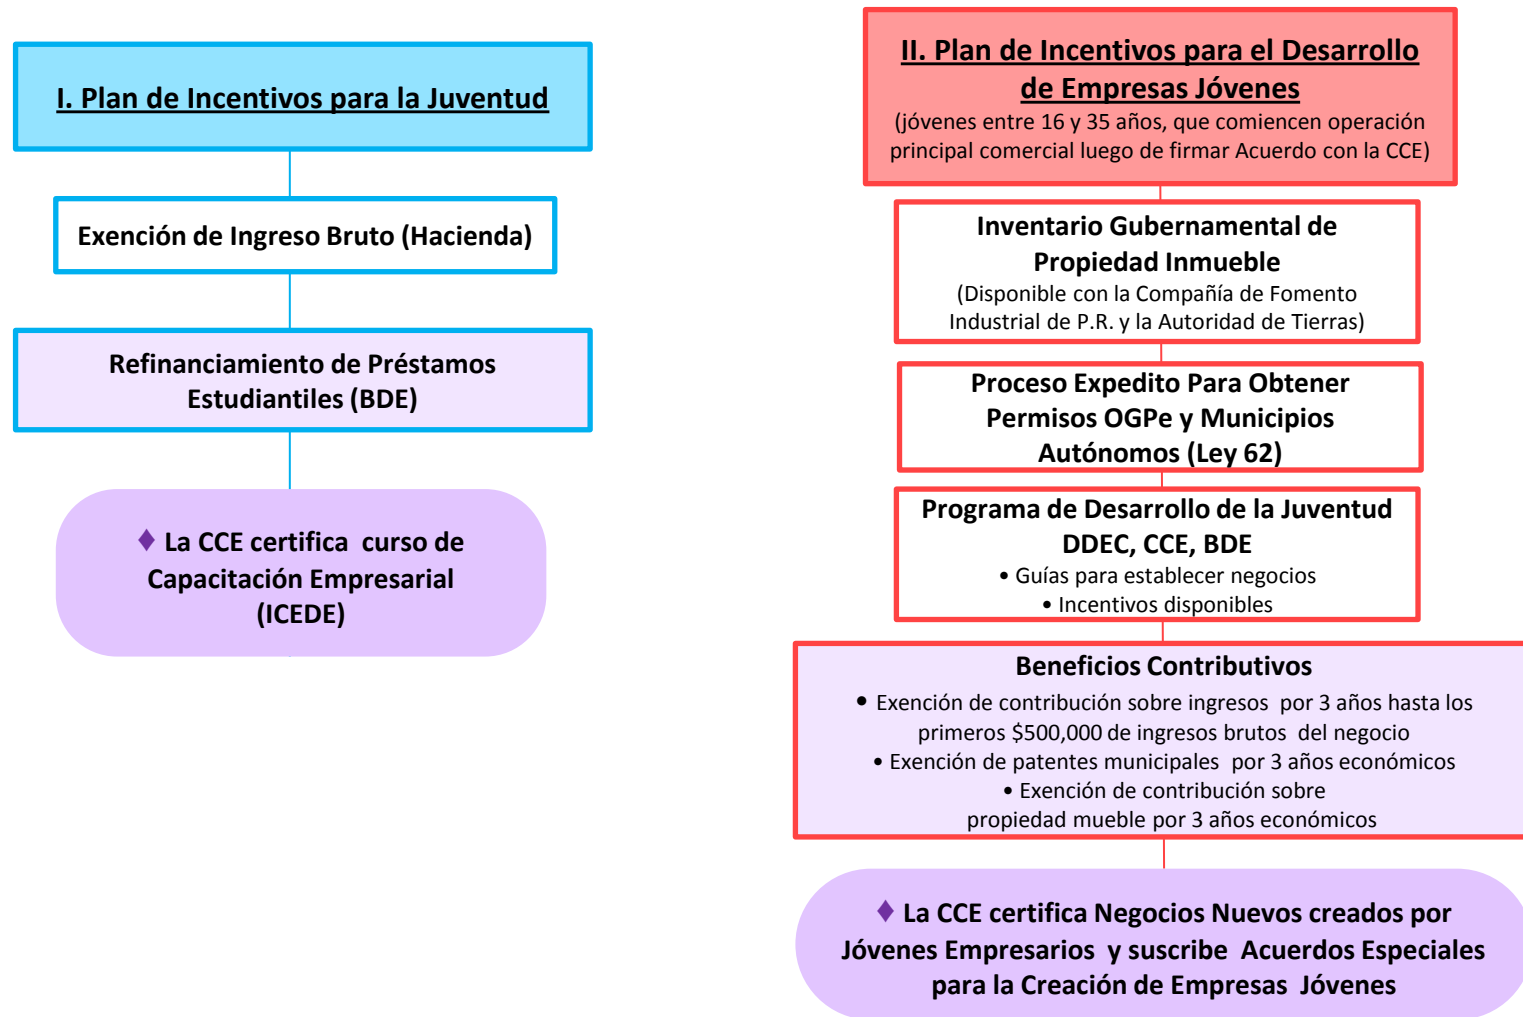 I. Plan de Incentivos para la Juventud
Exención de Ingreso Bruto (Hacienda)
Refinanciamiento de Préstamos
Estudiantiles (BDE)
♦ La CCE certifica curso de
Capacitación Empresarial
(ICEDE)
II. Plan de Incentivos para el Desarrollo
de Empresas Jóvenes
(jóvenes entre 16 y 35 años, que comiencen operación
principal comercial luego de firmar Acuerdo con la CCE)
Inventario Gubernamental de
Propiedad Inmueble
(Disponible con la Compañía de Fomento
Industrial de P.R. y la Autoridad de Tierras)
Proceso Expedito Para Obtener
Permisos OGPe y Municipios
Autónomos (Ley 62)
Programa de Desarrollo de la Juventud
DDEC, CCE, BDE
• Guías para establecer negocios
• Incentivos disponibles
Beneficios Contributivos
• Exención de contribución sobre ingresos por 3 años hasta los
primeros $500,000 de ingresos brutos del negocio
• Exención de patentes municipales por 3 años económicos
• Exención de contribución sobre
propiedad mueble por 3 años económicos
♦ La CCE certifica Negocios Nuevos creados por
Jóvenes Empresarios y suscribe Acuerdos Especiales
para la Creación de Empresas Jóvenes